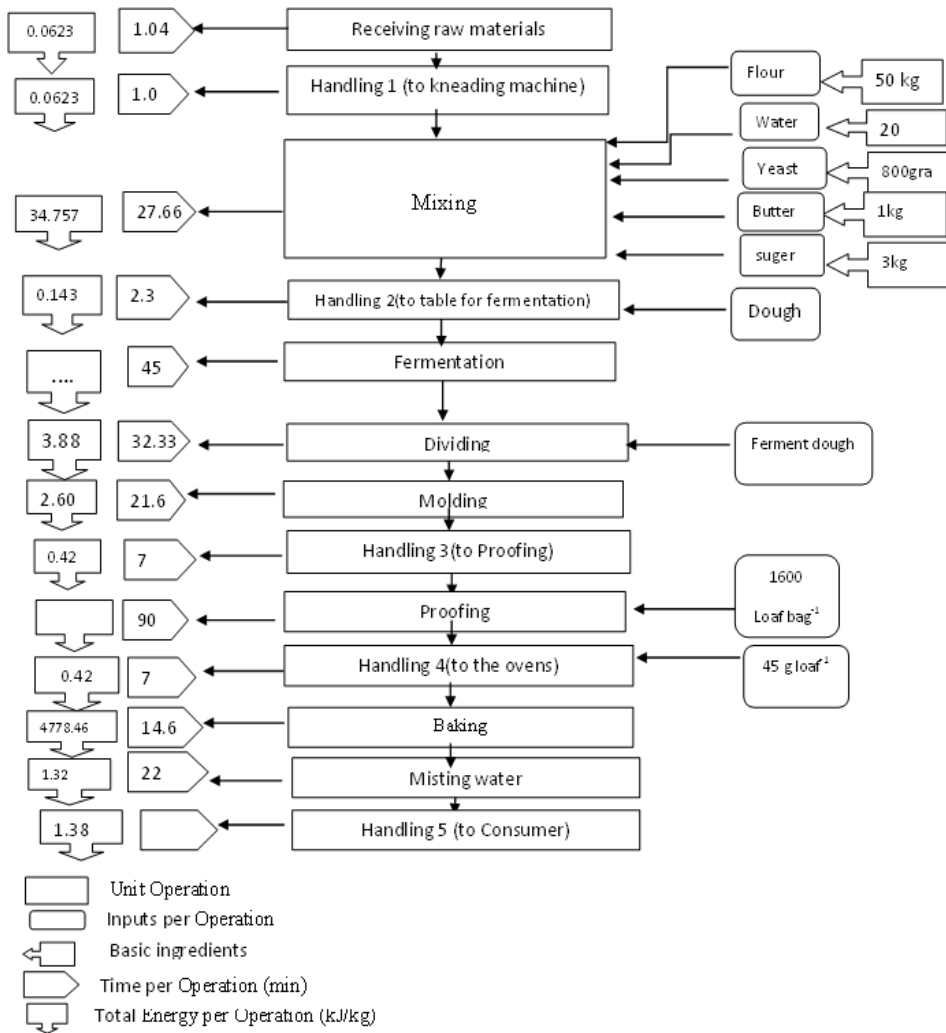 0.0623 1.04 Receiving raw materials
0.0623 1.0 Handling 1 (to kneading machine) Flour 50 kg
Water 20
Yeast 800gra
34.757 27.66 Mixing Butter 1kg
suger 3kg
0.143 2.3 Handling 2(to table for fermentation) Dough
.... 45 Fermentation
3.88 32.33 Dividing Ferment dough
2.60 21.6 Molding
0.42 7 Handling 3(to Proofing)
1600
Loaf bag⁻¹
90 Proofing
0.42 7 Handling 4(to the ovens) 45 g loaf⁻¹
4778.46 14.6 Baking
1.32 22 Misting water
1.38 Handling 5 (to Consumer)
Unit Operation
Inputs per Operation
Basic ingredients
Time per Operation (min)
Total Energy per Operation (kJ/kg)